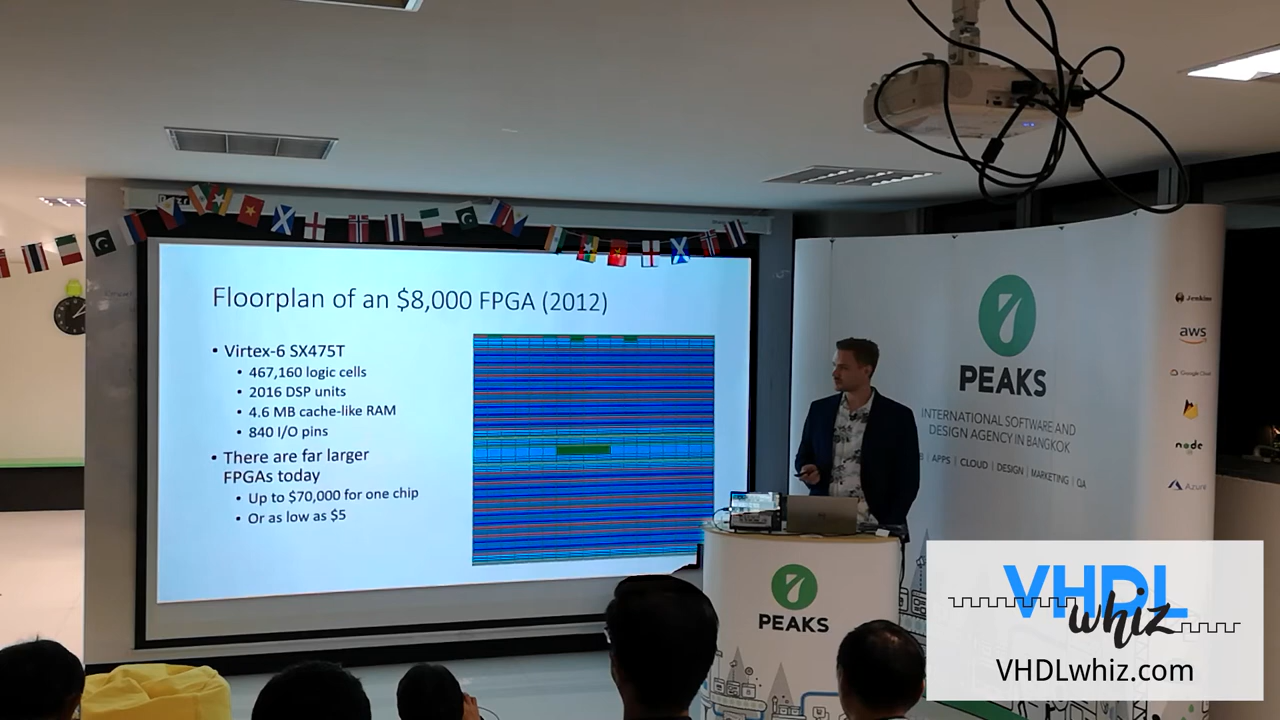 Floorplan of an $8,000 FPGA (2012)
• Virtex-6 SX475T
• 467,160 logic cells
• 2016 DSP units
• 4.6 MB cache-like RAM
• 840 I/O pins
• There are far larger
FPGAs today
• Up to $70,000 for one chip
• Or as low as $5
PEAKS
INTERNATIONAL SOFTWARE AND
DESIGN AGENCY IN BANGKOK
| APPS | CLOUD | DESIGN | MARKETING | QA
Jenkins
aws
Google Cloud
node
Azure
PEAKS
VHDL
whiz
VHDLwhiz.com